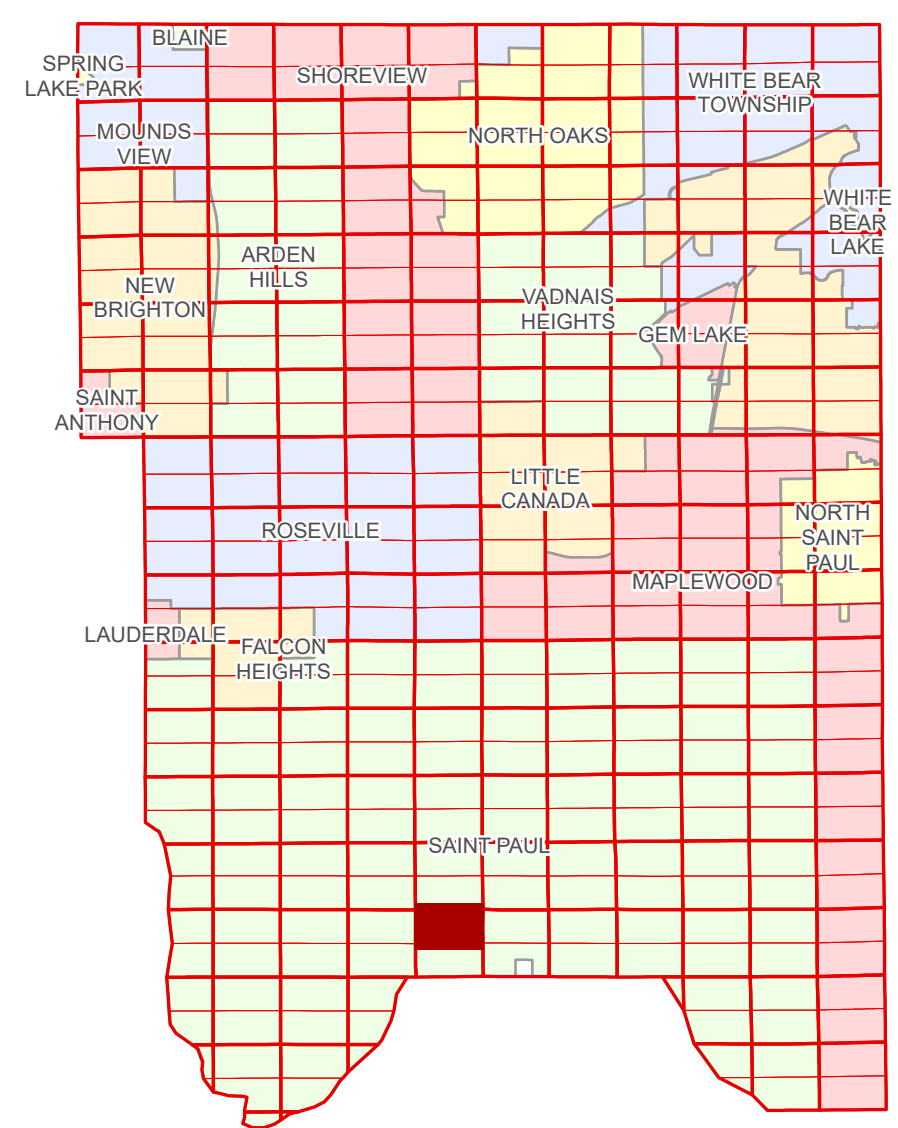 BLAINE
SPRING
LAKE PARK
SHOREVIEW
WHITE BEAR
TOWNSHIP
MOUNDS
VIEW
NORTH OAKS
WHITE
BEAR
LAKE
ARDEN
HILLS
NEW
BRIGHTON
VADNAIS
HEIGHTS
GEM LAKE
SAINT
ANTHONY
LITTLE
CANADA
ROSEVILLE
NORTH
SAINT
PAUL
MAPLEWOOD
LAUDERDALE
FALCON
HEIGHTS
SAINT PAUL